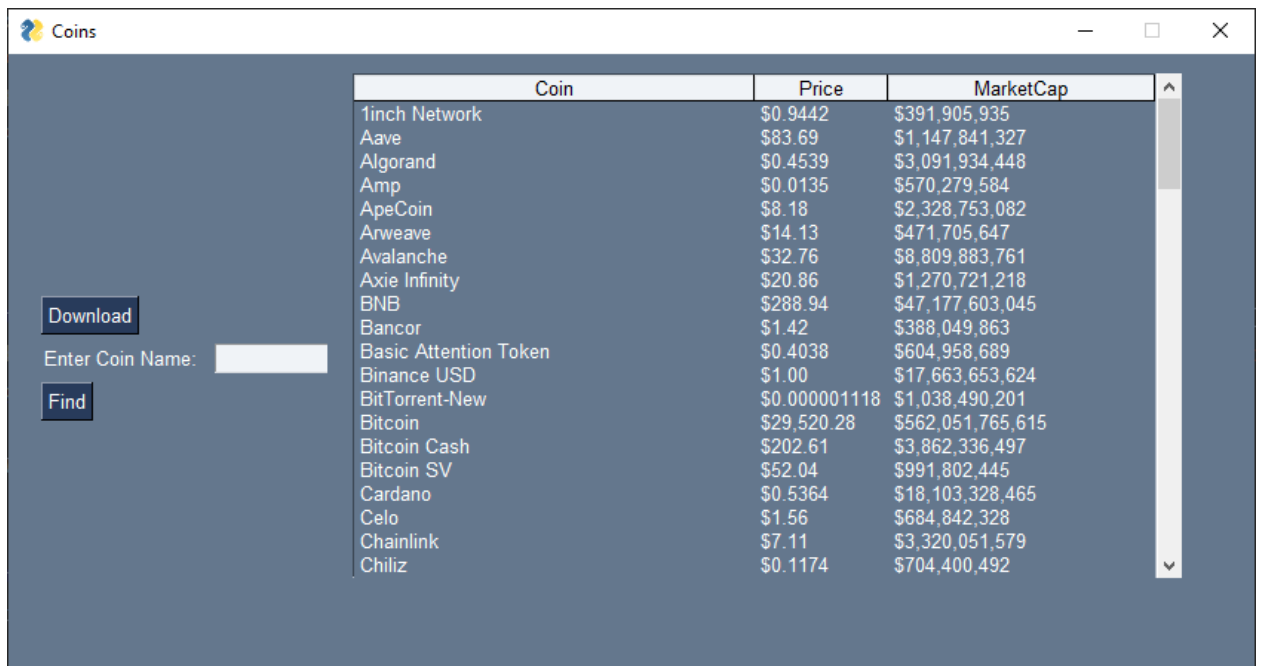 Coins
Coin Price MarketCap
1inch Network $0.9442 $391,905,935
Aave $83.69 $1,147,841,327
Algorand $0.4539 $3,091,934,448
Amp $0.0135 $570,279,584
ApeCoin $8.18 $2,328,753,082
Arweave $14.13 $471,705,647
Avalanche $32.76 $8,809,883,761
Axie Infinity $20.86 $1,270,721,218
BNB $288.94 $47,177,603,045
Bancor $1.42 $388,049,863
Basic Attention Token $0.4038 $604,958,689
Binance USD $1.00 $17,663,653,624
BitTorrent-New $0.000001118 $1,038,490,201
Bitcoin $29,520.28 $562,051,765,615
Bitcoin Cash $202.61 $3,862,336,497
Bitcoin SV $52.04 $991,802,445
Cardano $0.5364 $18,103,328,465
Celo $1.56 $684,842,328
Chainlink $7.11 $3,320,051,579
Chiliz $0.1174 $704,400,492
Download
Enter Coin Name:
Find